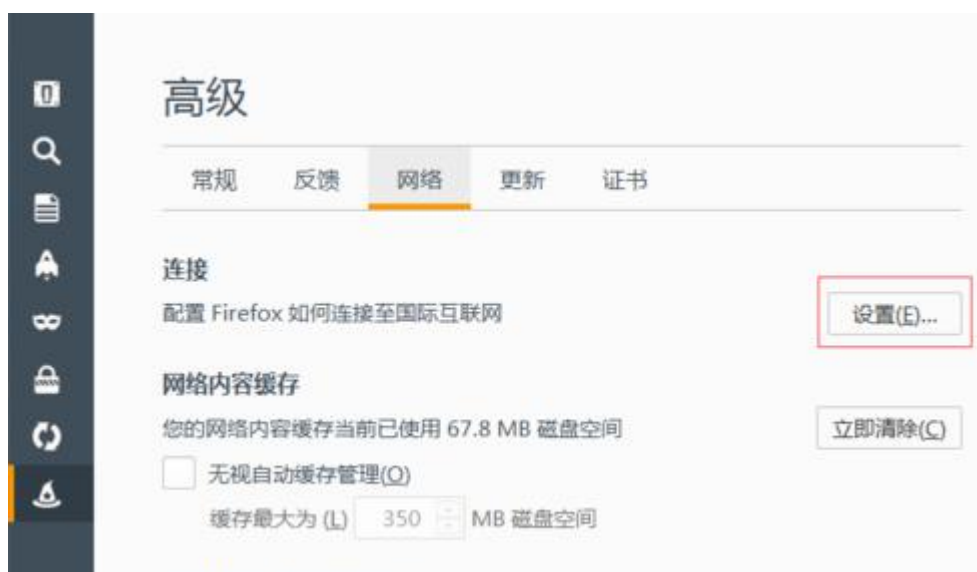 高级
常规 反馈 网络 更新 证书
连接
配置 Firefox 如何连接至国际互联网 设置(E)...
网络内容缓存
您的网络内容缓存当前已使用 67.8 MB 磁盘空间 立即清除(C)
无视自动缓存管理(O)
缓存最大为 (L) 350 MB 磁盘空间